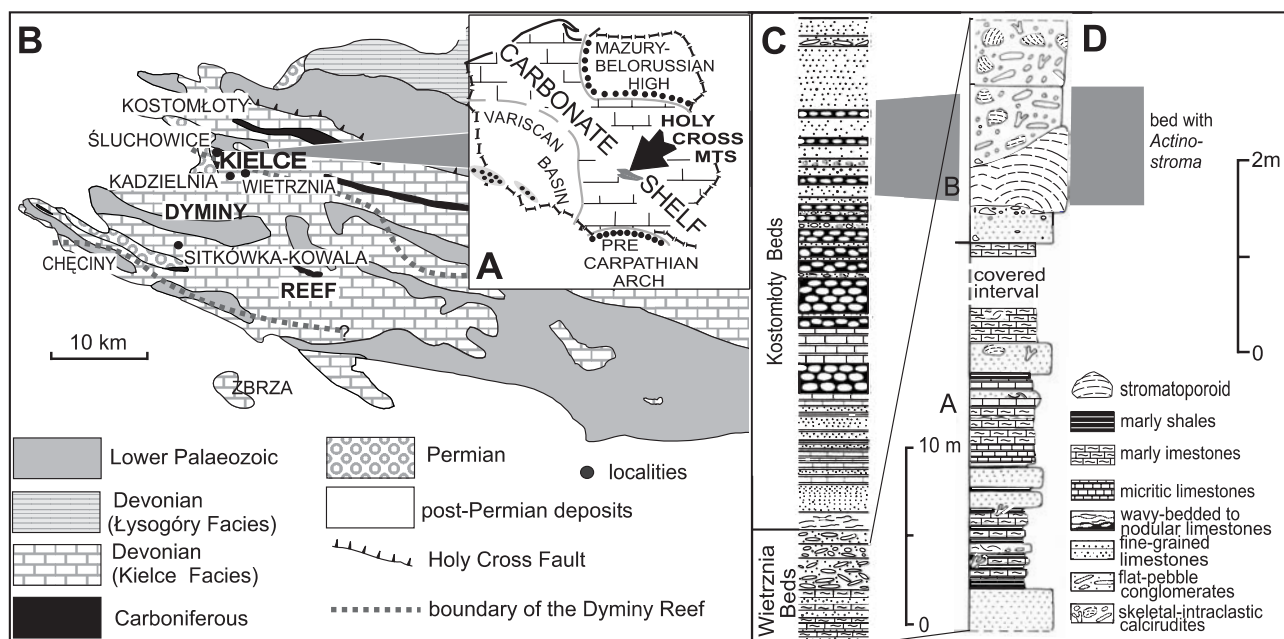 B
KOSTOMŁOTY
ŚLUCHOWICE
KIELCE
KADZIELNIA
WIETRZNIA
DYMINY
CHĘCINY
SITKÓWKA-KOWALA
REEF
?
10 km
ZBRZA
A
CARBONATE
SHELF
MAZURY-
BELORUSSIAN
HIGH
VARISCAN
BASIN
HOLY
CROSS
MTS
PRE
CARPATHIAN
ARCH
Lower Palaeozoic
Devonian
(Łysogóry Facies)
Devonian
(Kielce Facies)
Carboniferous
Permian
post-Permian deposits
Holy Cross Fault
boundary of the Dyminy Reef
localities
C
Kostomłoty Beds
Wietrznia
Beds
10 m
0
D
B
A
covered
interval
bed with
Actino-
stroma
2m
0
stromatoporoid
marly shales
marly imestones
micritic limestones
wavy-bedded to
nodular limestones
fine-grained
limestones
flat-pebble
conglomerates
skeletal-intraclastic
calcirudites